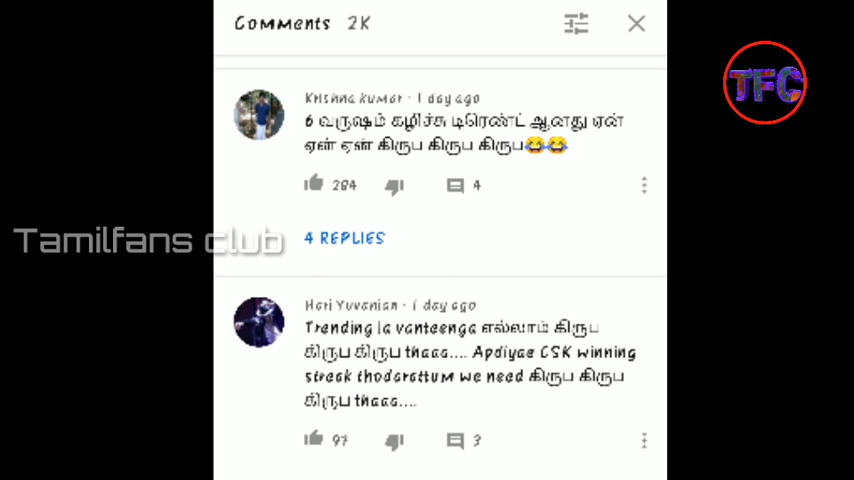 Comments 2K
TFC
Krishna kumar · 1 day ago
6 வருஷம் கழிச்சு டிரெண்ட் ஆனது ஏன்
ஏன் ஏன் கிருப கிருப கிருப😂😂
284 4
Tamilfans club
4 REPLIES
Hari Yuvanian · 1 day ago
Trending la vanteenga எல்லாம் கிருப
கிருப கிருப thaaa.... Apdiyae CSK winning
streak thodarattum we need கிருப கிருப
கிருப thaaa....
97 3